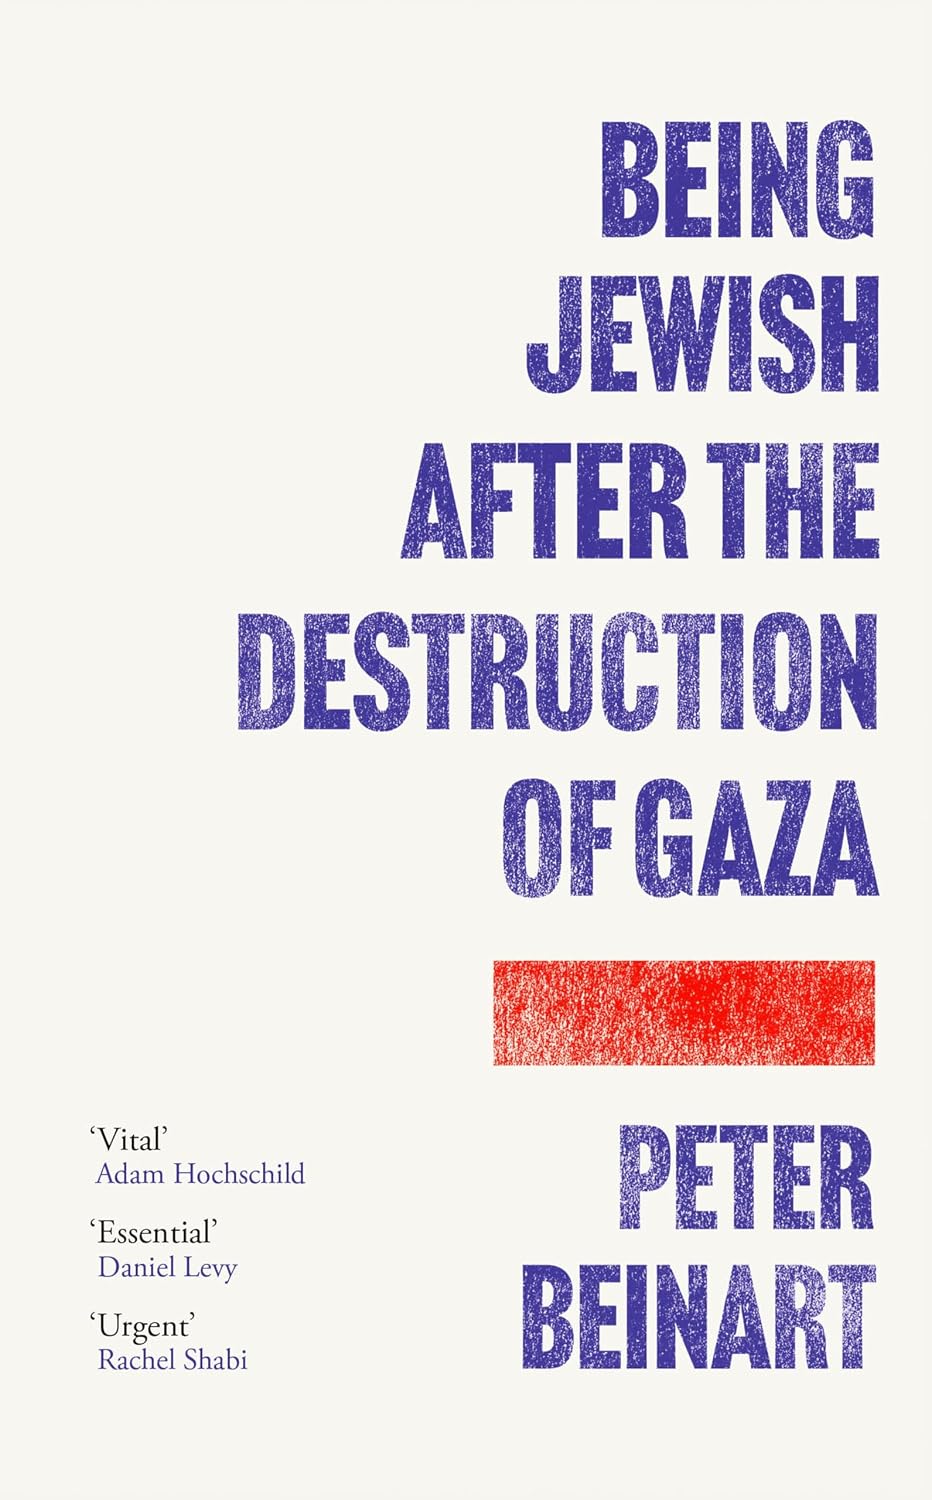 BEING
JEWISH
AFTER THE
DESTRUCTION
OF GAZA
PETER
BEINART
‘Vital’
Adam Hochschild
‘Essential’
Daniel Levy
‘Urgent’
Rachel Shabi